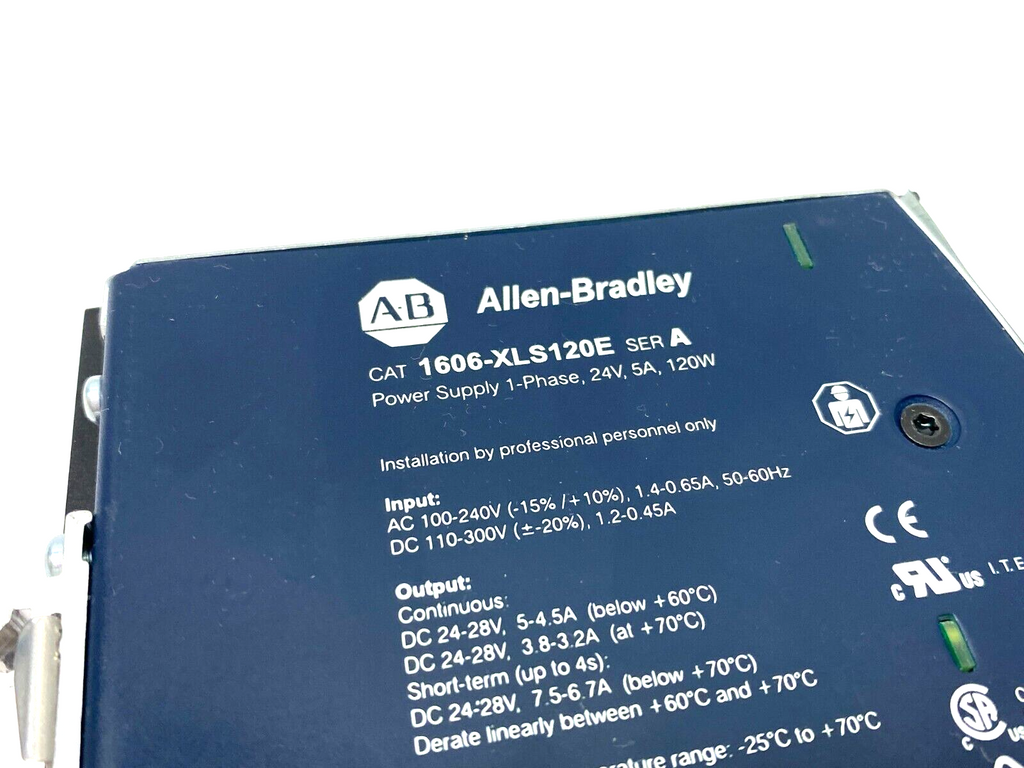 AB Allen-Bradley
CAT 1606-XLS120E SER A
Power Supply 1-Phase, 24V, 5A, 120W
Installation by professional personnel only
Input:
AC 100-240V (-15% / +10%), 1.4-0.65A, 50-60Hz
DC 110-300V (±-20%), 1.2-0.45A
CE
c RU US I.T.E
Output:
Continuous:
DC 24-28V, 5-4.5A (below +60°C)
DC 24-28V, 3.8-3.2A (at +70°C)
Short-term (up to 4s):
DC 24-28V, 7.5-6.7A (below +70°C)
Derate linearly between +60°C and +70°C
range: -25°C to +70°C
SA
C US